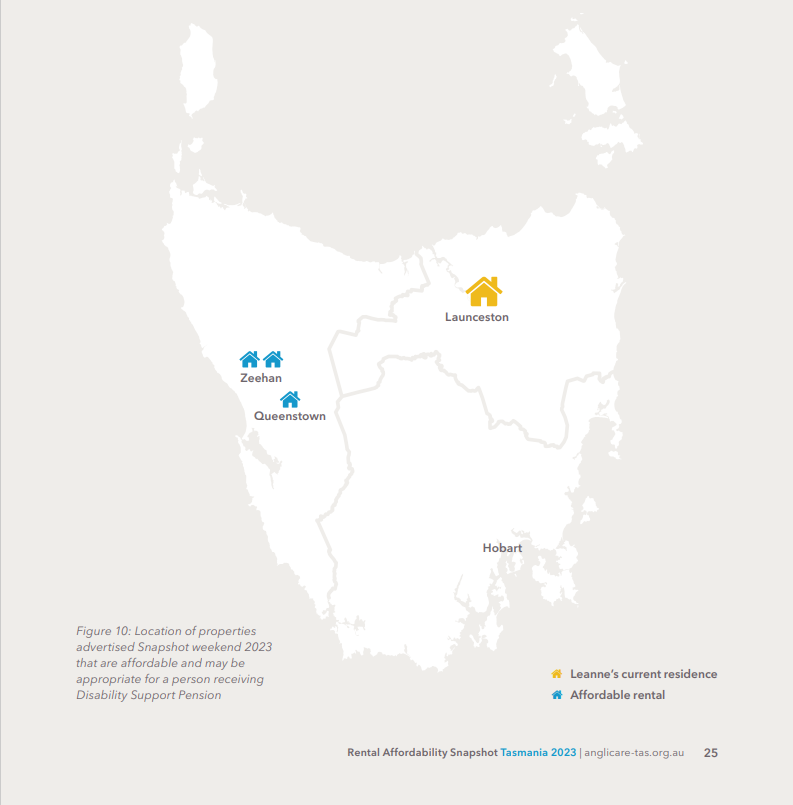 Launceston
Zeehan
Queenstown
Hobart
Figure 10: Location of properties
advertised Snapshot weekend 2023
that are affordable and may be
appropriate for a person receiving
Disability Support Pension
Leanne’s current residence
Affordable rental
Rental Affordability Snapshot Tasmania 2023 | anglicare-tas.org.au 25